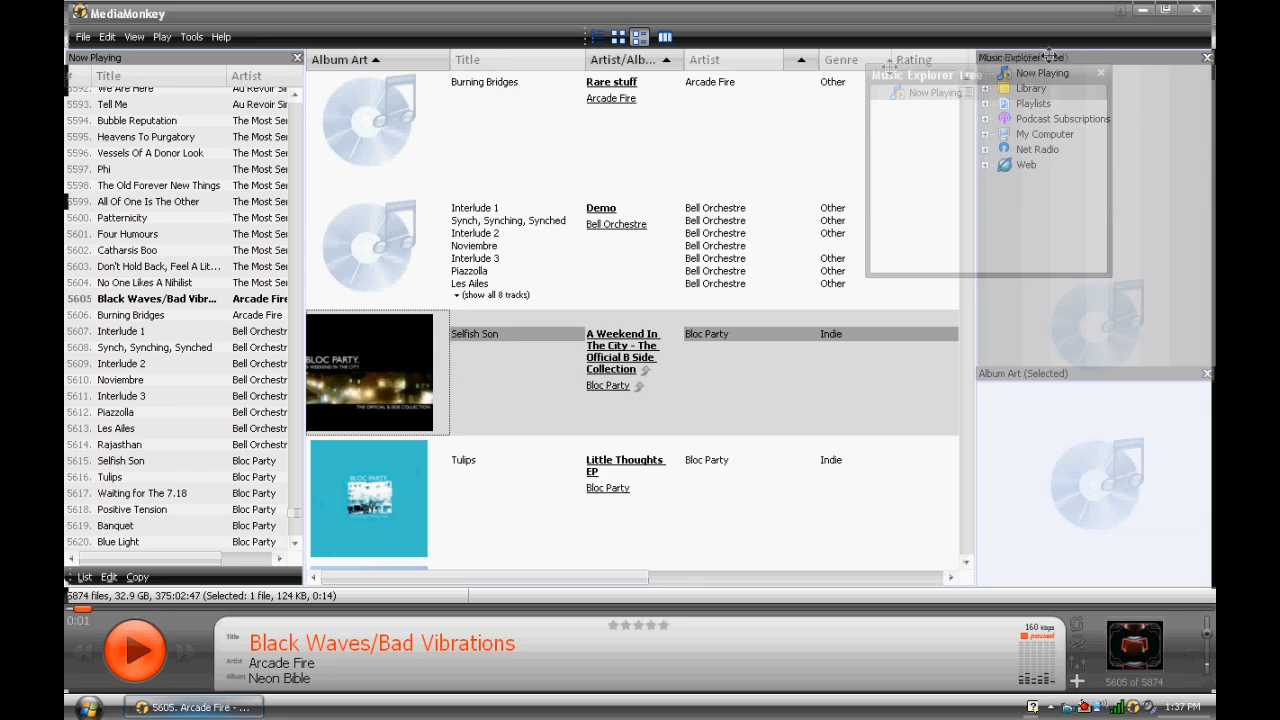 MediaMonkey
File Edit View Play Tools Help
Now Playing
# Title Artist
5592. We Are Here Au Revoir Si
5593. Tell Me Au Revoir Si
5594. Bubble Reputation The Most Se
5595. Heavens To Purgatory The Most Se
5596. Vessels Of A Donor Look The Most Se
5597. Phi The Most Se
5598. The Old Forever New Things The Most Se
5599. All Of One Is The Other The Most Se
5600. Patternicity The Most Se
5601. Four Humours The Most Se
5602. Catharsis Boo The Most Se
5603. Don't Hold Back, Feel A Lit... The Most Se
5604. No One Likes A Nihilist The Most Se
5605 Black Waves/Bad Vibr... Arcade Fire
5606. Burning Bridges Arcade Fire
5607. Interlude 1 Bell Orchestr
5608. Synch, Synching, Synched Bell Orchestr
5609. Interlude 2 Bell Orchestr
5610. Noviembre Bell Orchestr
5611. Interlude 3 Bell Orchestr
5612. Piazzolla Bell Orchestr
5613. Les Ailes Bell Orchestr
5614. Rajasthan Bell Orchestr
5615. Selfish Son Bloc Party
5616. Tulips Bloc Party
5617. Waiting for The 7.18 Bloc Party
5618. Positive Tension Bloc Party
5619. Banquet Bloc Party
5620. Blue Light Bloc Party
List Edit Copy
Album Art Title Artist/Alb... Artist Genre Rating
Burning Bridges Rare stuff Arcade Fire Other
Arcade Fire
Interlude 1 Demo Bell Orchestre Other
Synch, Synching, Synched Bell Orchestre Bell Orchestre Other
Interlude 2 Bell Orchestre Other
Noviembre Bell Orchestre
Interlude 3 Bell Orchestre Other
Piazzolla Bell Orchestre Other
Les Ailes Bell Orchestre Other
(show all 8 tracks)
Selfish Son A Weekend In The City - The Official B Side Collection Bloc Party Indie
Bloc Party
BLOC PARTY.
A WEEKEND IN THE CITY
THE OFFICIAL B-SIDE COLLECTION
Tulips Little Thoughts EP Bloc Party Indie
Bloc Party
BLOC PARTY
Music Explorer Tree
Now Playing
Music Explorer Tree
Now Playing
Library
Playlists
Podcast Subscriptions
My Computer
Net Radio
Web
Album Art (Selected)
5874 files, 32.9 GB, 375:02:47 (Selected: 1 file, 124 KB, 0:14)
0:01
Title Black Waves/Bad Vibrations
Artist Arcade Fire
Album Neon Bible
160 kbps
paused
5605 of 5874
5605. Arcade Fire - ...
1:37 PM